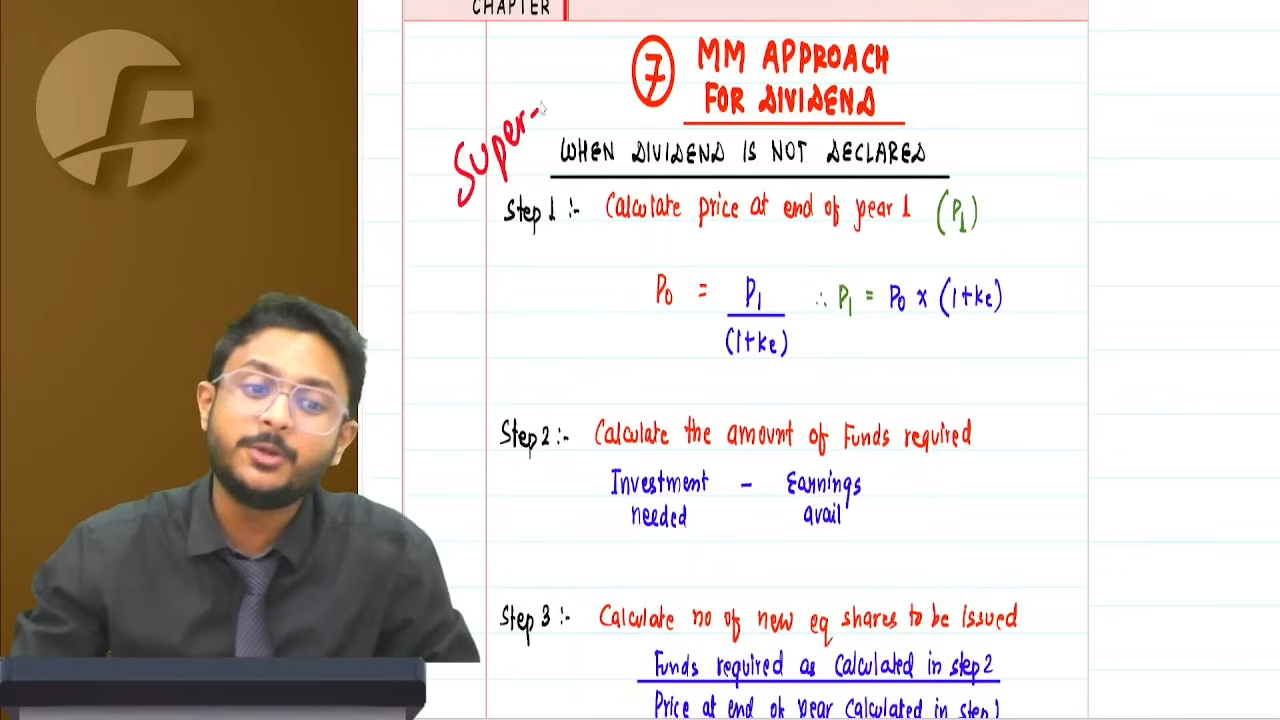 CHAPTER
7 MM APPROACH
FOR DIVIDEND
Super-
WHEN DIVIDEND IS NOT DECLARED
Step 1 :- Calculate price at end of year 1 (P1)
P0 = P1 ∴ P1 = P0 x (1+ke)
(1+ke)
Step 2 :- Calculate the amount of Funds required
Investment - Earnings
needed avail
Step 3 :- Calculate no of new eq shares to be issued
Funds required as calculated in step 2
Price at end of year calculated in step 1